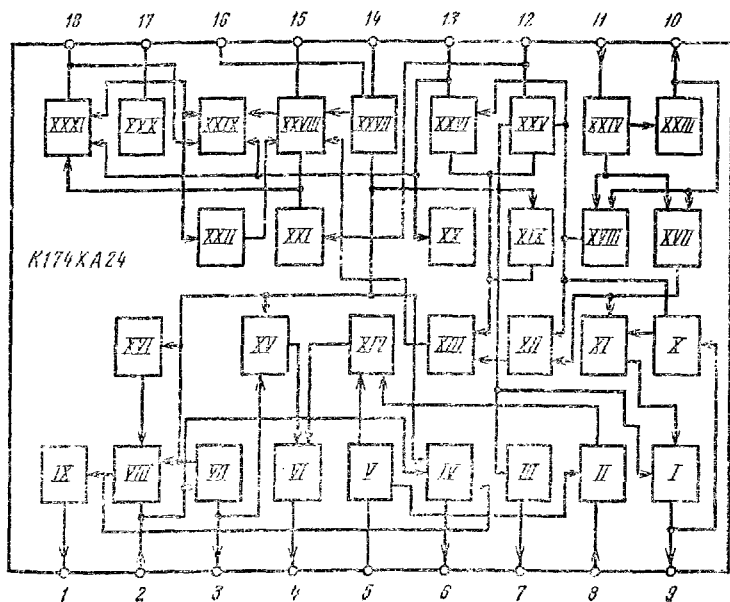 18 17 16 15 14 13 12 11 10
XXXI XXX XXIX XXVIII XXVII XXVI XXV XXIV XXIII
XXII XXI XX XIX XVIII XVII
К174ХА24
XVI XV XIV XIII XII XI X
IX VIII VII VI V IV III II I
1 2 3 4 5 6 7 8 9